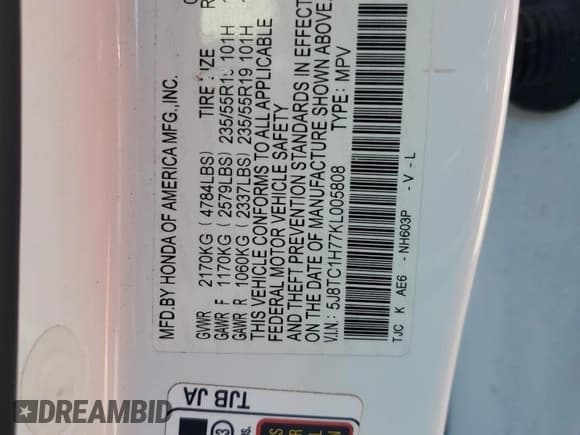 MFD.BY HONDA OF AMERICA MFG.,INC.
GVWR 2170KG ( 4784LBS) TIRE SIZE
GAWR F 1170KG ( 2579LBS) 235/55R19 101H
GAWR R 1060KG ( 2337LBS) 235/55R19 101H
THIS VEHICLE CONFORMS TO ALL APPLICABLE
FEDERAL MOTOR VEHICLE SAFETY
AND THEFT PREVENTION STANDARDS IN EFFECT
ON THE DATE OF MANUFACTURE SHOWN ABOVE.
V.I.N.: 5J8TC1H77KL005808 TYPE: MPV
TJC K AE6 - NH603P - V - L
TJB JA
DREAMBID